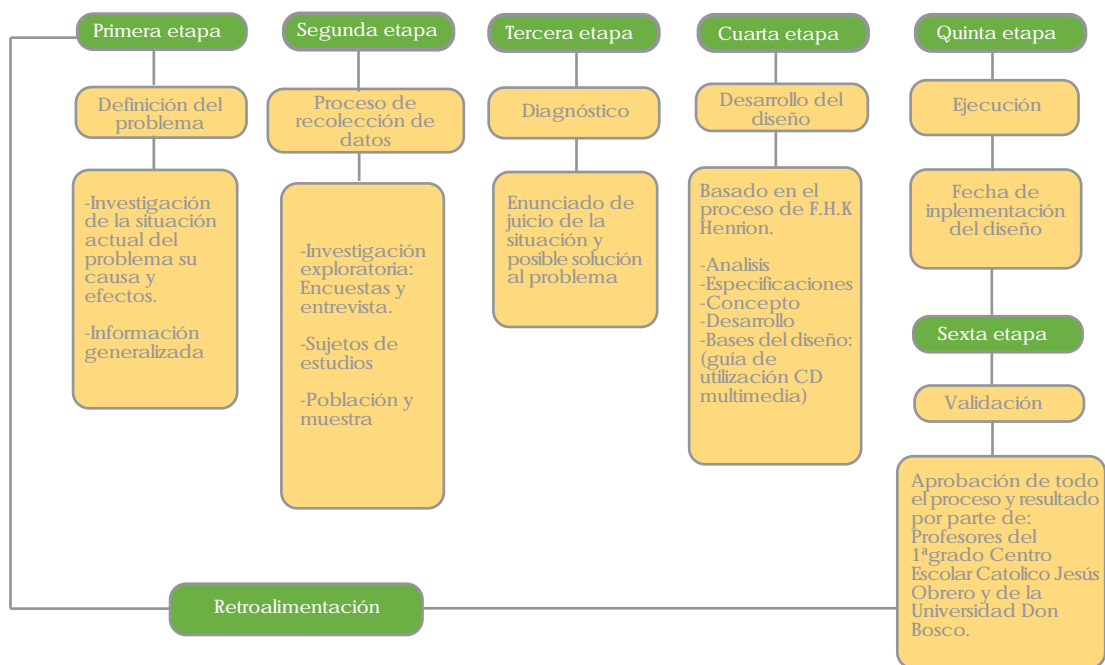 Primera etapa
Definición del
problema
-Investigación
de la situación
actual del
problema su
causa y
efectos.
-Información
generalizada
Segunda etapa
Proceso de
recolección de
datos
-Investigación
exploratoria:
Encuestas y
entrevista.
-Sujetos de
estudios
-Población y
muestra
Tercera etapa
Diagnóstico
Enunciado de
juicio de la
situación y
posible solución
al problema
Cuarta etapa
Desarrollo del
diseño
Basado en el
proceso de F.H.K
Henrion.
-Analisis
-Especificaciones
-Concepto
-Desarrollo
-Bases del diseño:
(guía de
utilización CD
multimedia)
Quinta etapa
Ejecución
Fecha de
inplementación
del diseño
Sexta etapa
Validación
Aprobación de todo
el proceso y resultado
por parte de:
Profesores del
1ªgrado Centro
Escolar Catolico Jesús
Obrero y de la
Universidad Don
Bosco.
Retroalimentación